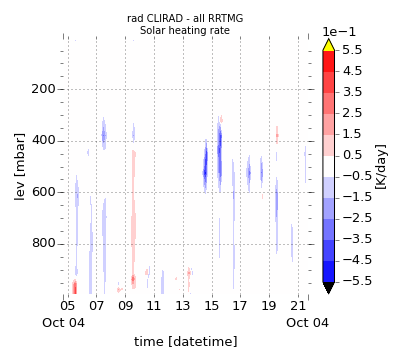 rad CLIRAD - all RRTMG
Solar heating rate
1e−1
5.5
4.5
3.5
2.5
1.5
0.5
−0.5
−1.5
−2.5
−3.5
−4.5
−5.5
[K/day]
lev [mbar]
200
400
600
800
05 07 09 11 13 15 17 19 21
Oct 04 Oct 04
time [datetime]